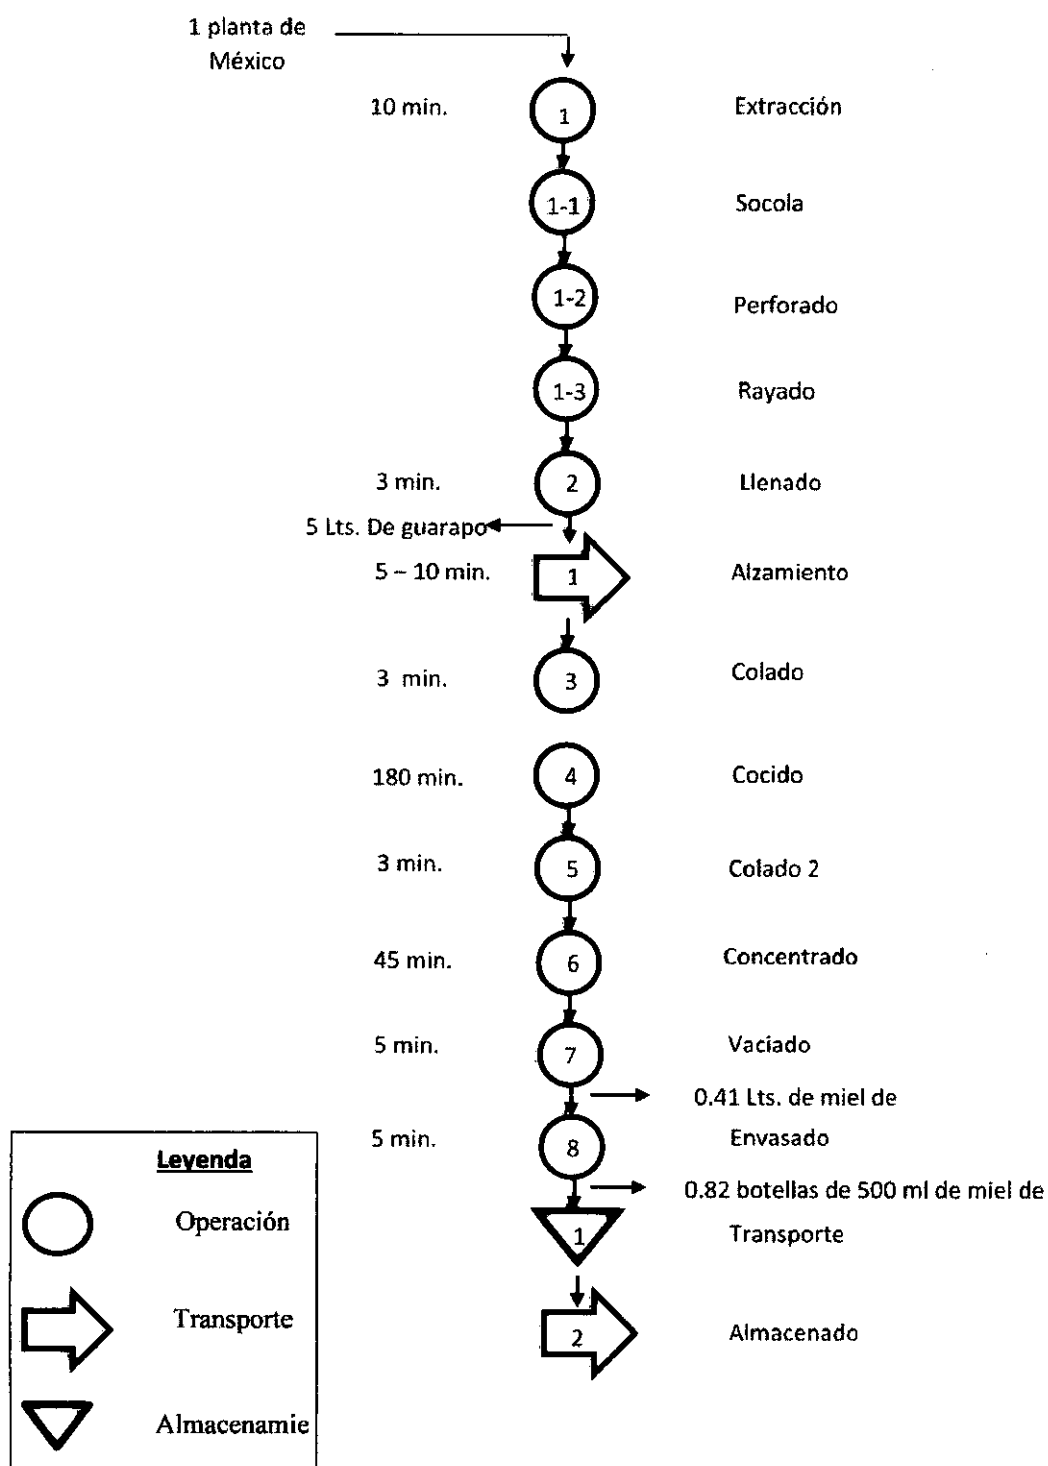 1 planta de
México
10 min.
1
Extracción
1-1
Socola
1-2
Perforado
1-3
Rayado
3 min.
2
Llenado
5 Lts. De guarapo
5 – 10 min.
1
Alzamiento
3 min.
3
Colado
180 min.
4
Cocido
3 min.
5
Colado 2
45 min.
6
Concentrado
5 min.
7
Vaciado
0.41 Lts. de miel de
5 min.
8
Envasado
0.82 botellas de 500 ml de miel de
1
Transporte
2
Almacenado
Leyenda
Operación
Transporte
Almacenamie